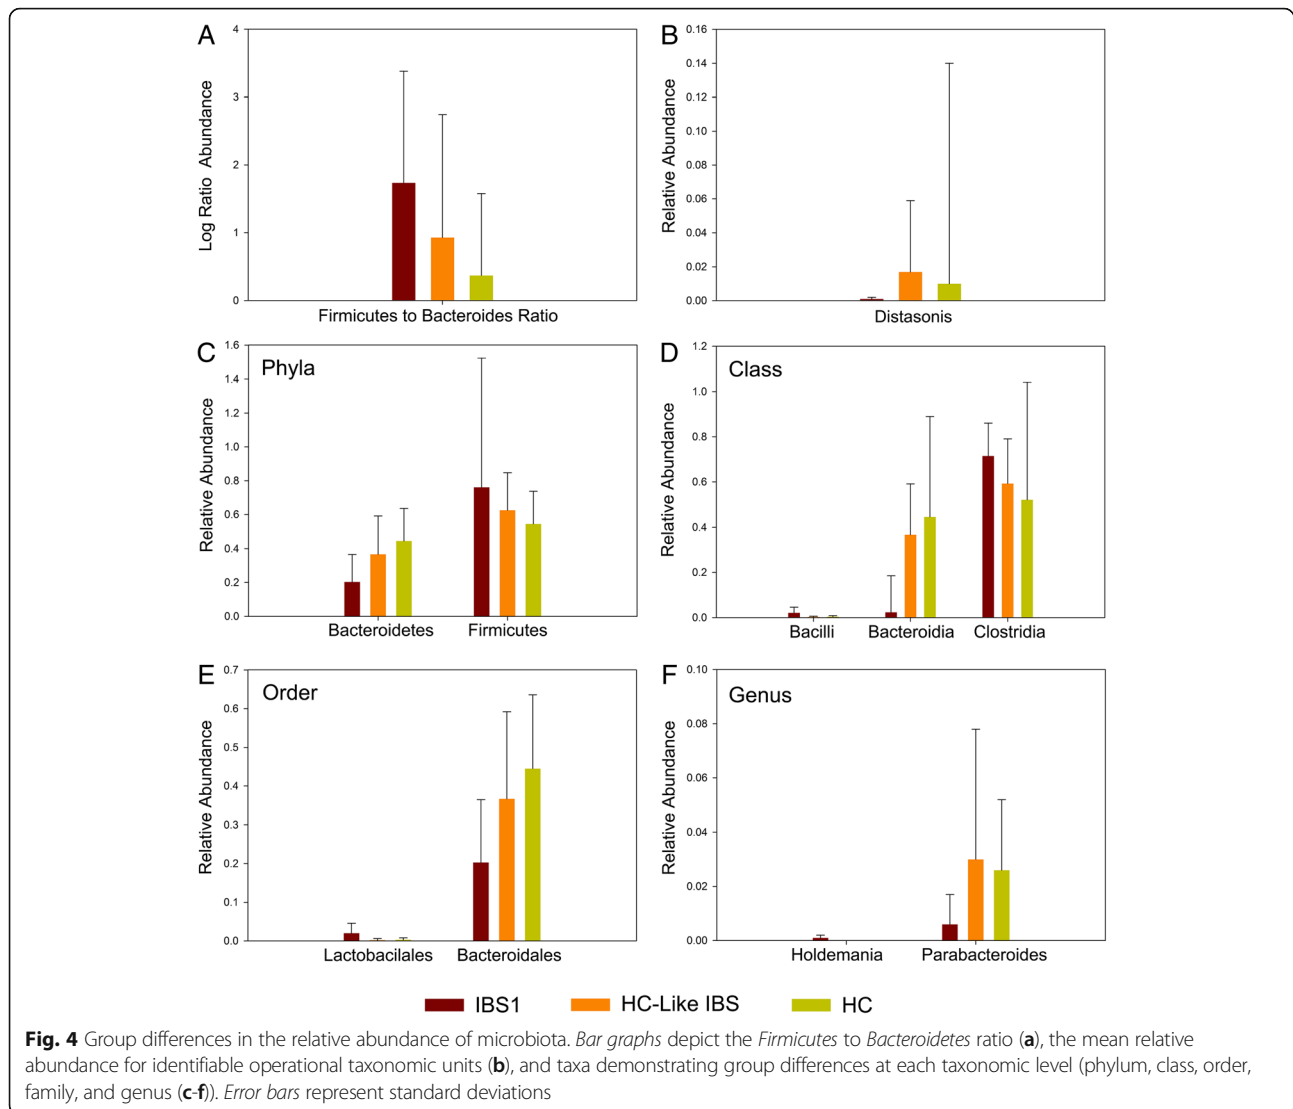 A
4
3
2
1
0
Log Ratio Abundance
Firmicutes to Bacteroides Ratio
B
0.16
0.14
0.12
0.10
0.08
0.06
0.04
0.02
0.00
Relative Abundance
Distasonis
C
Phyla
1.6
1.4
1.2
1.0
0.8
0.6
0.4
0.2
0.0
Relative Abundance
Bacteroidetes Firmicutes
D
Class
1.2
1.0
0.8
0.6
0.4
0.2
0.0
Relative Abundance
Bacilli Bacteroidia Clostridia
E
Order
0.7
0.6
0.5
0.4
0.3
0.2
0.1
0.0
Relative Abundance
Lactobacilales Bacteroidales
F
Genus
0.10
0.08
0.06
0.04
0.02
0.00
Relative Abundance
Holdemania Parabacteroides
IBS1 HC-Like IBS HC
Fig. 4 Group differences in the relative abundance of microbiota. Bar graphs depict the Firmicutes to Bacteroidetes ratio (a), the mean relative
abundance for identifiable operational taxonomic units (b), and taxa demonstrating group differences at each taxonomic level (phylum, class, order,
family, and genus (c-f)). Error bars represent standard deviations